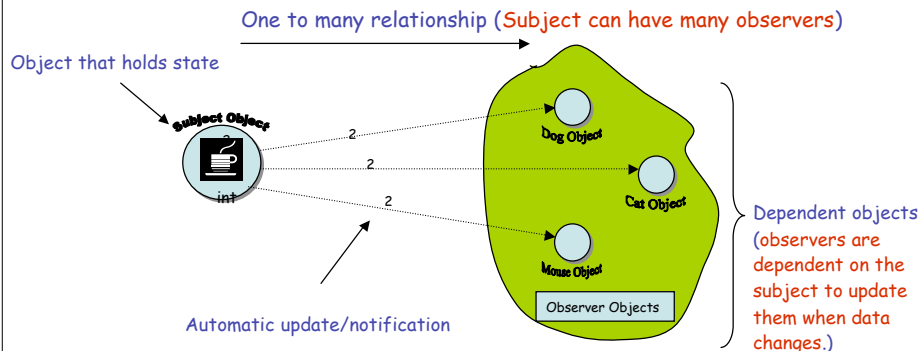 One to many relationship (Subject can have many observers)
Object that holds state
Subject Object
2
int
2
2
2
Dog Object
Cat Object
Mouse Object
Observer Objects
Automatic update/notification
Dependent objects
(observers are
dependent on the
subject to update
them when data
changes.)